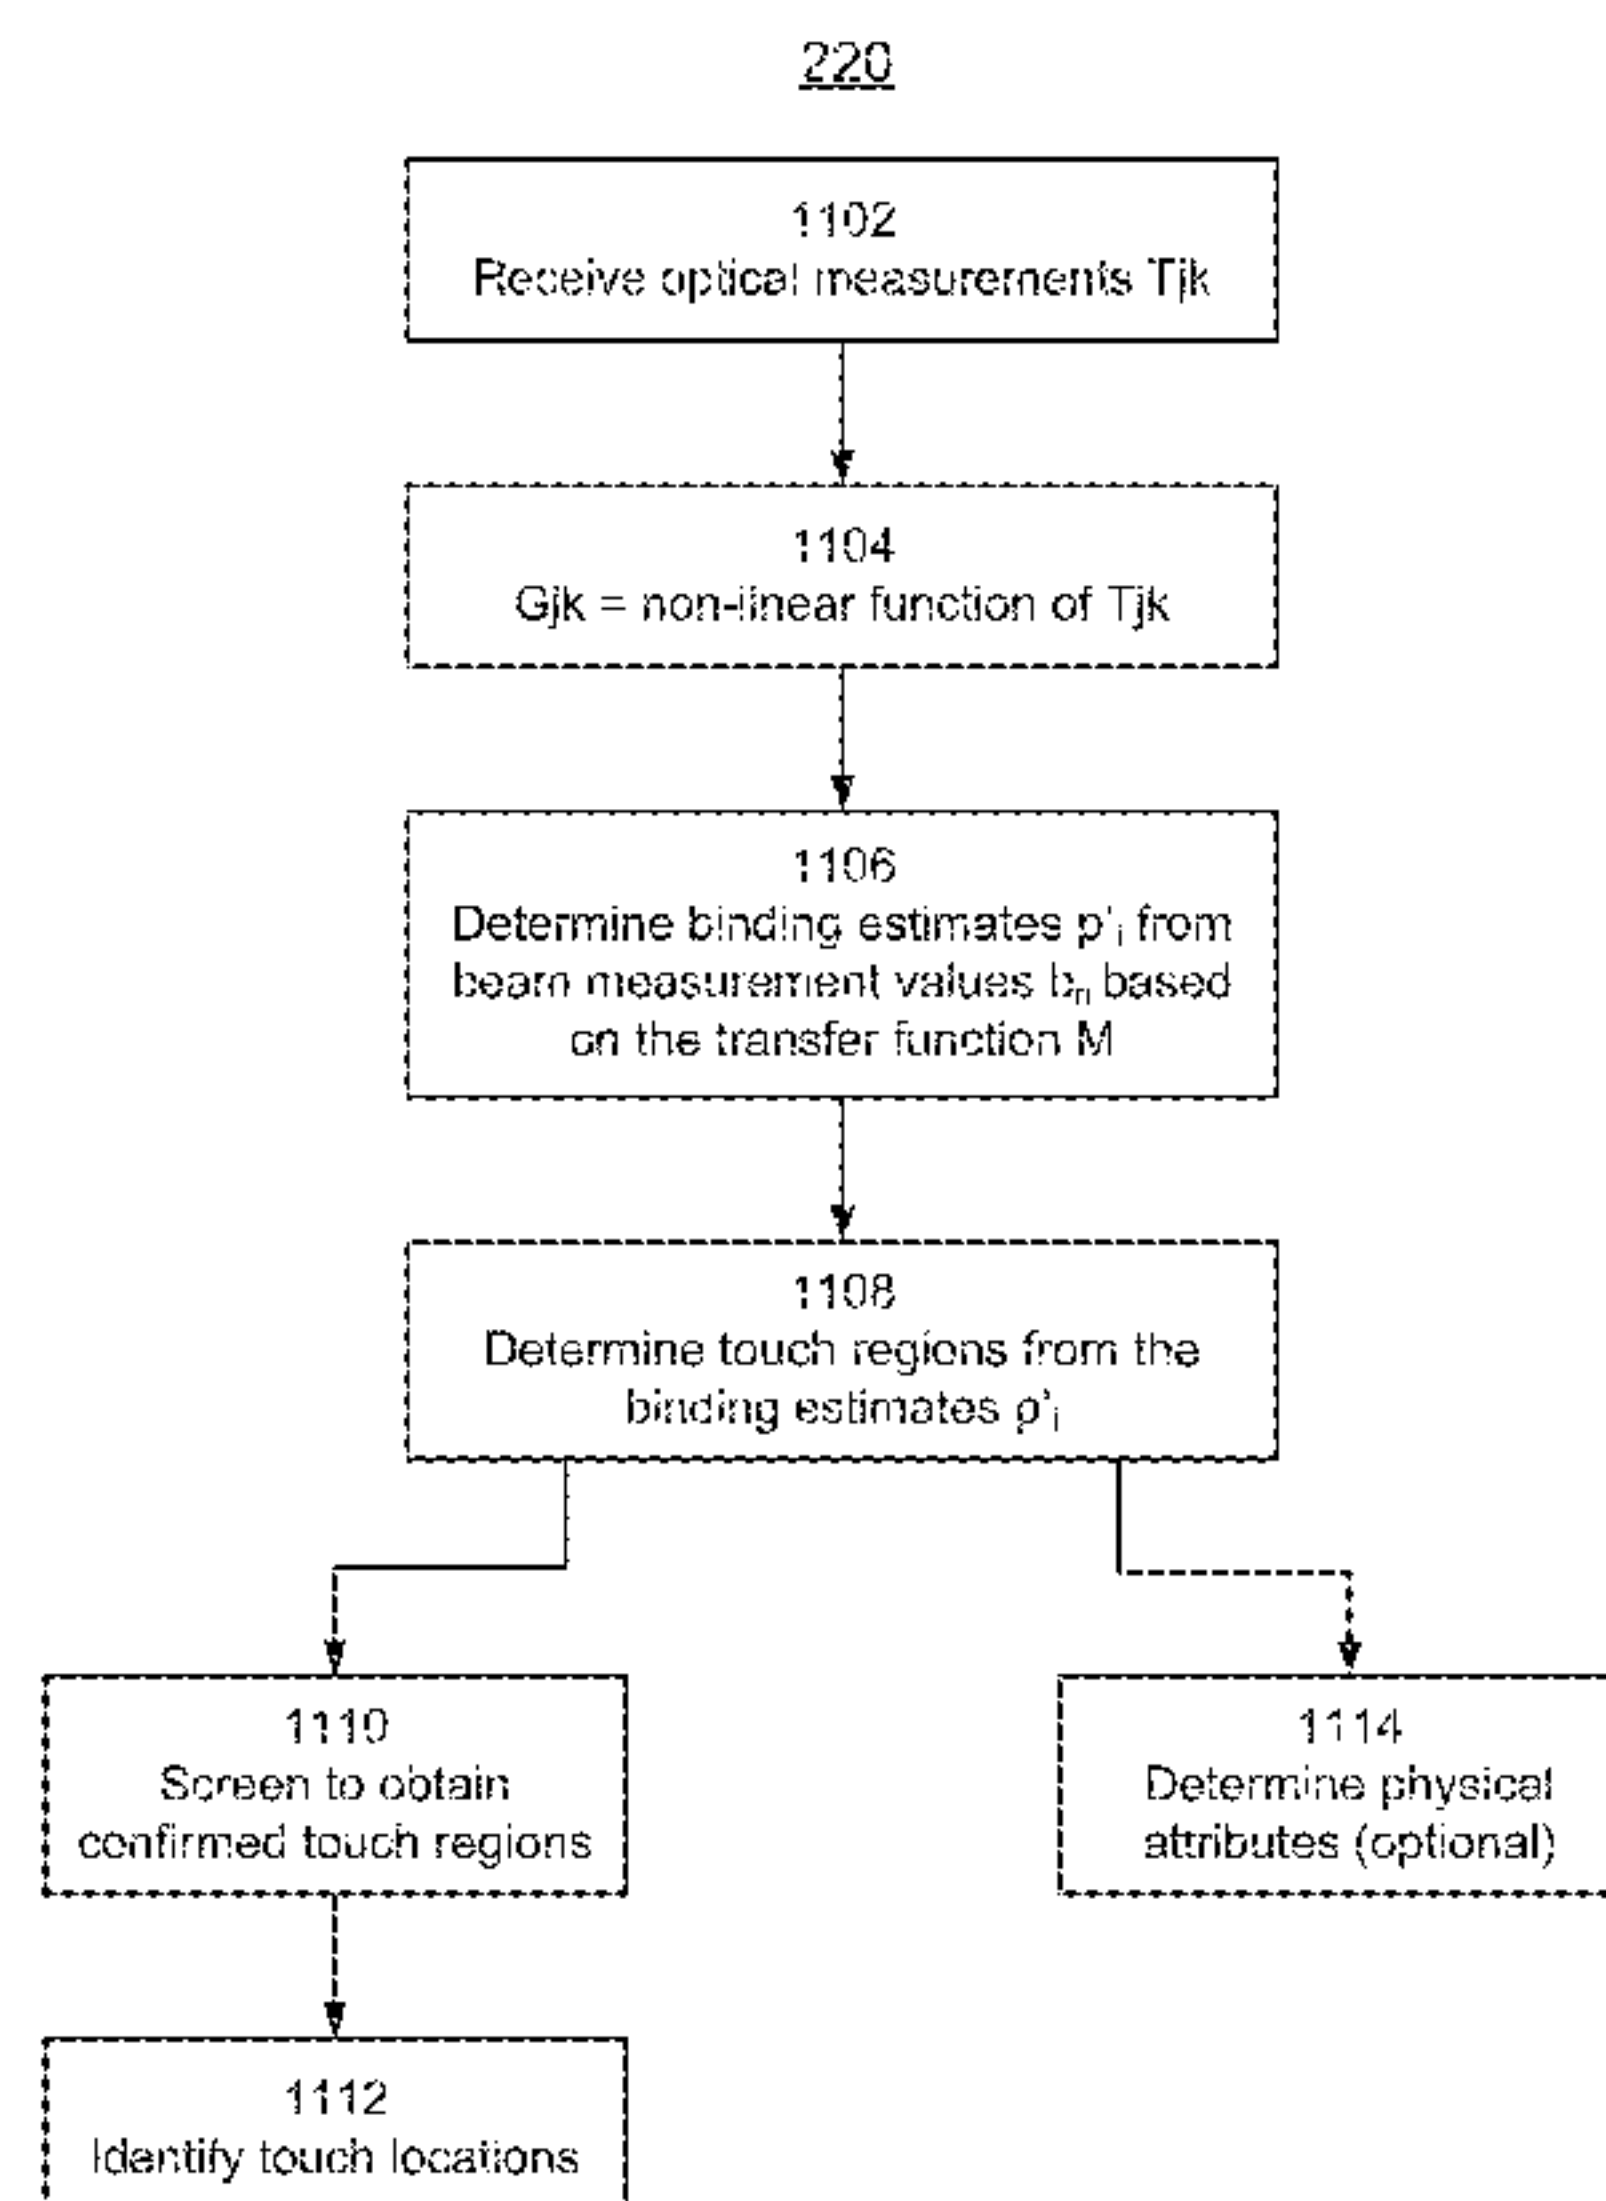 220
1102
Receive optical measurements Tjk
1104
Gjk = non-linear function of Tjk
1106
Determine binding estimates p'i from
beam measurement values bn based
on the transfer function M
1108
Determine touch regions from the
binding estimates p'i
1110
Screen to obtain
confirmed touch regions
1114
Determine physical
attributes (optional)
1112
Identify touch locations